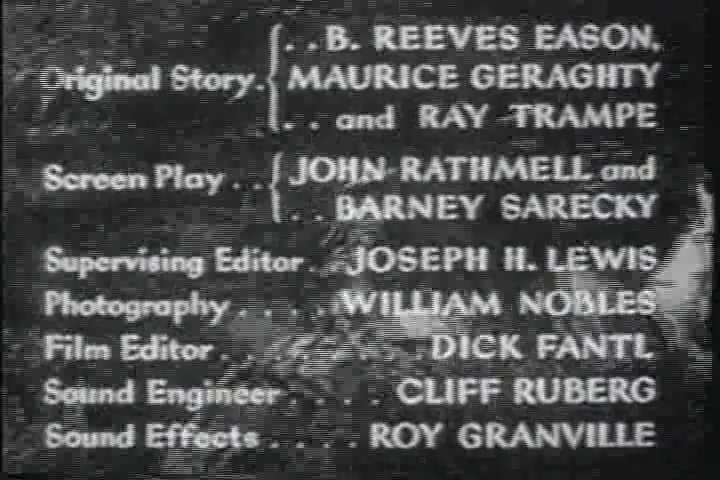 . . B. REEVES EASON,
Original Story. MAURICE GERAGHTY
. . and RAY TRAMPE
Screen Play . . JOHN RATHMELL and
. . BARNEY SARECKY
Supervising Editor . . JOSEPH H. LEWIS
Photography . . . . WILLIAM NOBLES
Film Editor . . . . . . . . DICK FANTL
Sound Engineer . . . . CLIFF RUBERG
Sound Effects . . . . ROY GRANVILLE